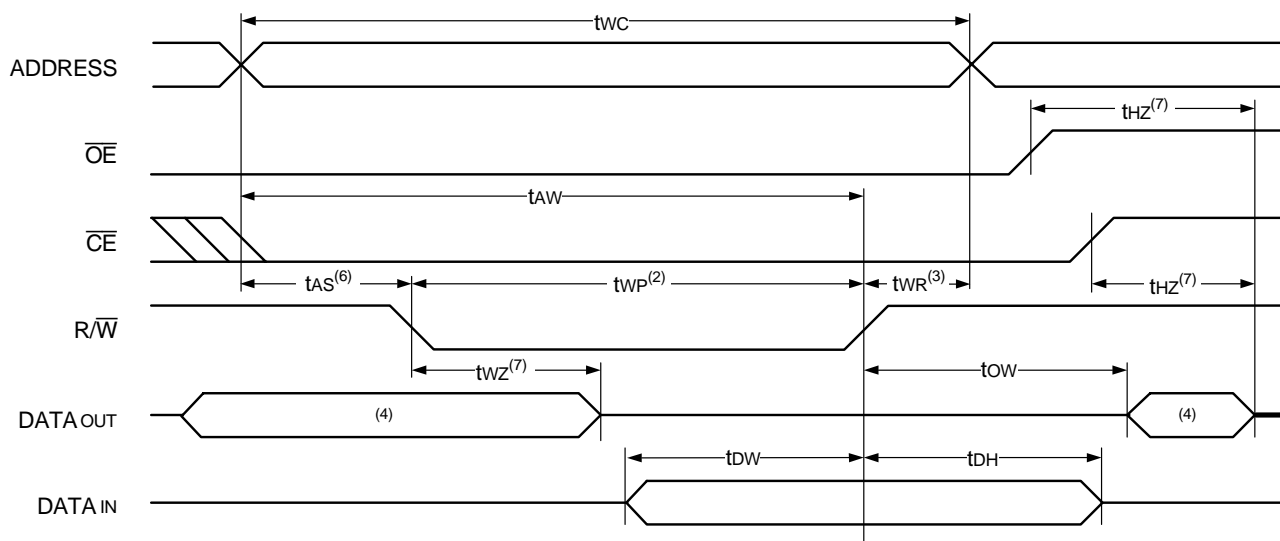 tWC
ADDRESS
tHZ(7)
OE
tAW
CE
tAS(6) tWP(2) tWR(3) tHZ(7)
R/W
tWZ(7) tOW
DATA OUT (4) (4)
tDW tDH
DATA IN